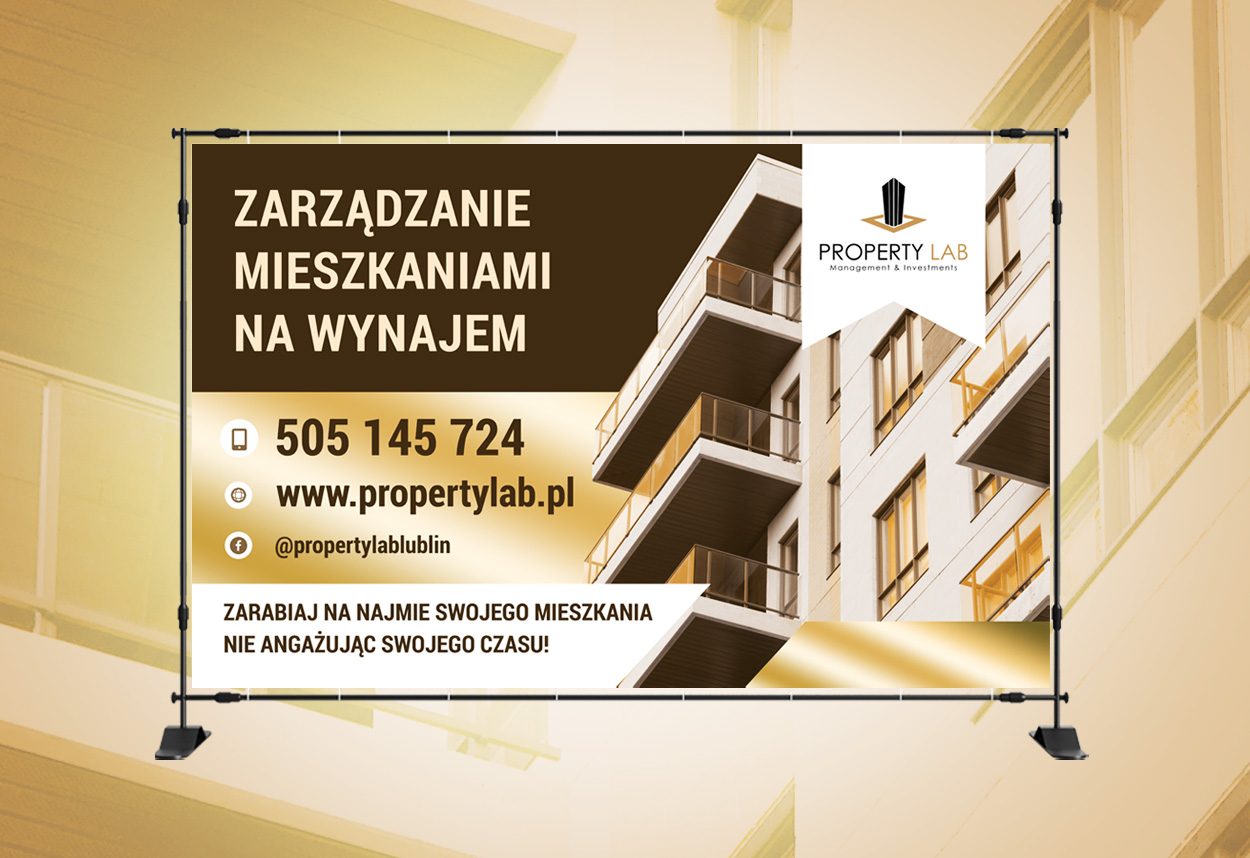 ZARZĄDZANIE
MIESZKANIAMI
NA WYNAJEM
PROPERTY LAB
Management & Investments
505 145 724
www.propertylab.pl
@propertylablublin
ZARABIAJ NA NAJMIE SWOJEGO MIESZKANIA
NIE ANGAŻUJĄC SWOJEGO CZASU!